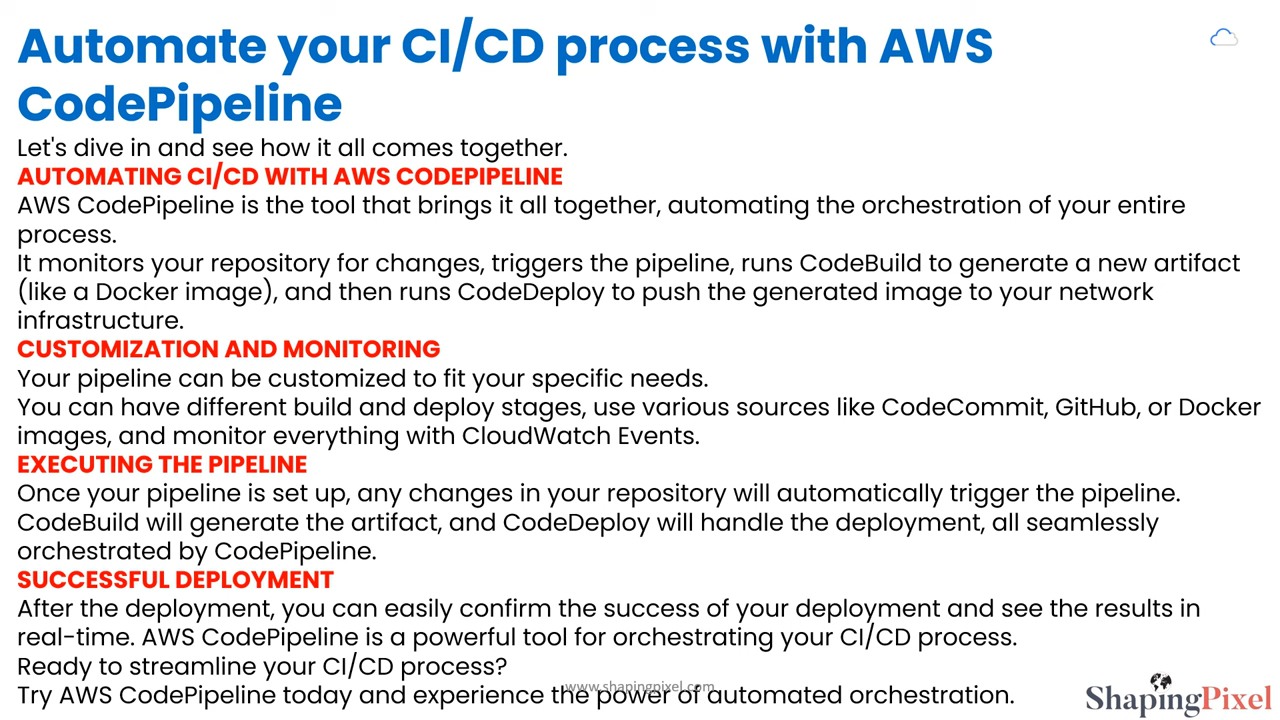 Automate your CI/CD process with AWS
CodePipeline
Let's dive in and see how it all comes together.
AUTOMATING CI/CD WITH AWS CODEPIPELINE
AWS CodePipeline is the tool that brings it all together, automating the orchestration of your entire
process.
It monitors your repository for changes, triggers the pipeline, runs CodeBuild to generate a new artifact
(like a Docker image), and then runs CodeDeploy to push the generated image to your network
infrastructure.
CUSTOMIZATION AND MONITORING
Your pipeline can be customized to fit your specific needs.
You can have different build and deploy stages, use various sources like CodeCommit, GitHub, or Docker
images, and monitor everything with CloudWatch Events.
EXECUTING THE PIPELINE
Once your pipeline is set up, any changes in your repository will automatically trigger the pipeline.
CodeBuild will generate the artifact, and CodeDeploy will handle the deployment, all seamlessly
orchestrated by CodePipeline.
SUCCESSFUL DEPLOYMENT
After the deployment, you can easily confirm the success of your deployment and see the results in
real-time. AWS CodePipeline is a powerful tool for orchestrating your CI/CD process.
Ready to streamline your CI/CD process?
Try AWS CodePipeline today and experience the power of automated orchestration.
www.shapingpixel.com
ShapingPixel